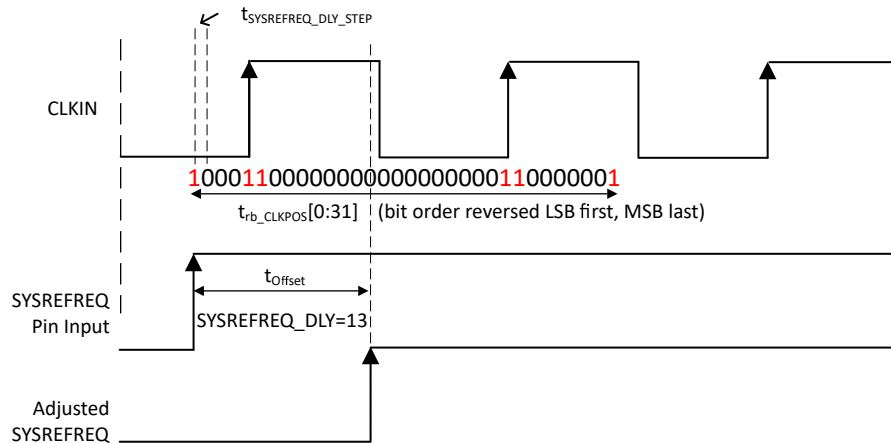 tSYSREFREQ_DLY_STEP
CLKIN
10001100000000000000000110000001
trb_CLKPOS[0:31] (bit order reversed LSB first, MSB last)
tOffset
SYSREFREQ
Pin Input
SYSREFREQ_DLY=13
Adjusted
SYSREFREQ